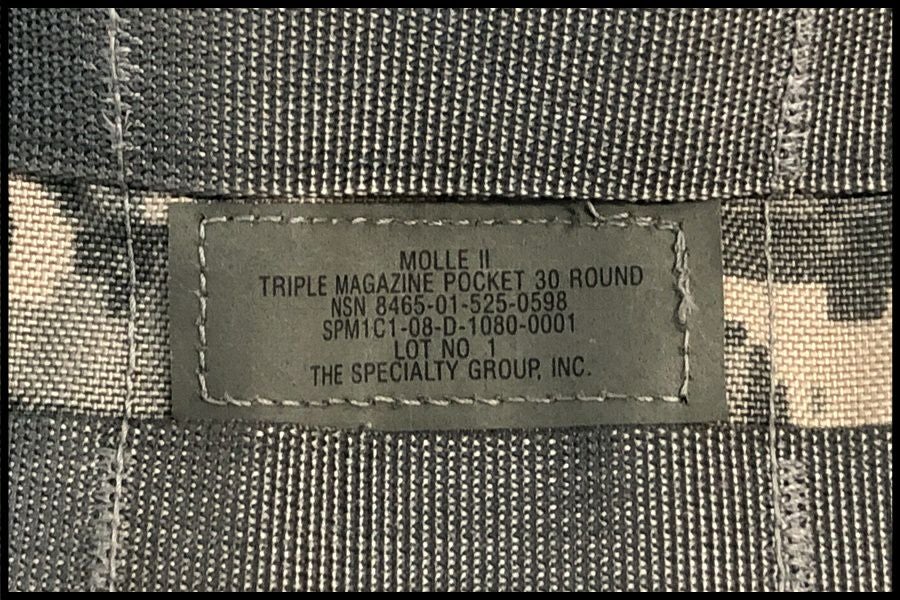 MOLLE II
TRIPLE MAGAZINE POCKET 30 ROUND
NSN 8465-01-525-0598
SPM1C1-08-D-1080-0001
LOT NO. 1
THE SPECIALTY GROUP, INC.